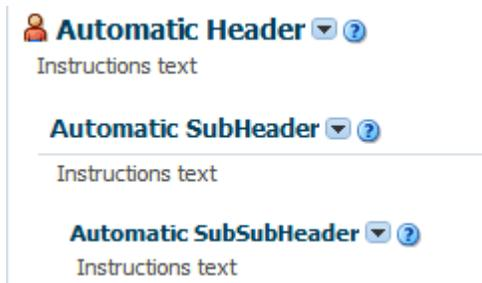 Automatic Header
Instructions text
Automatic SubHeader
Instructions text
Automatic SubSubHeader
Instructions text